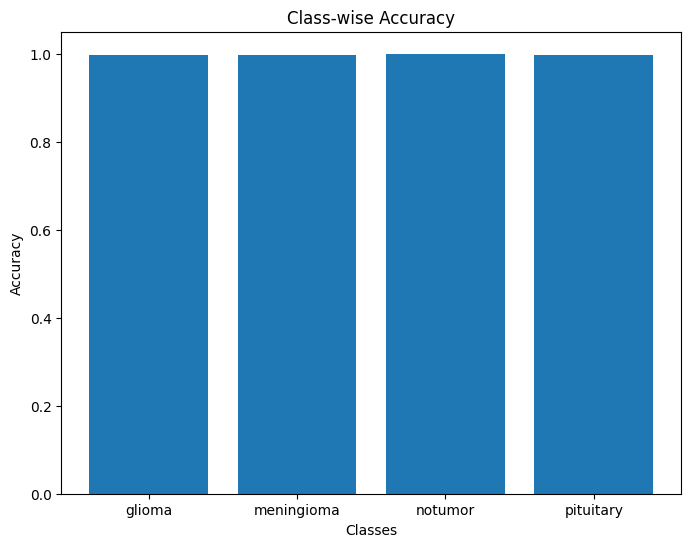 Class-wise Accuracy
Accuracy
1.0
0.8
0.6
0.4
0.2
0.0
glioma
meningioma
notumor
pituitary
Classes